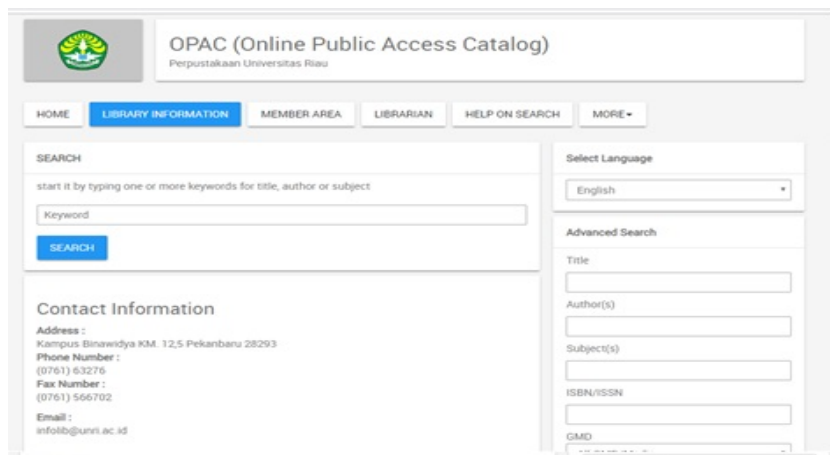 OPAC (Online Public Access Catalog)
Perpustakaan Universitas Riau
HOME
LIBRARY INFORMATION
MEMBER AREA
LIBRARIAN
HELP ON SEARCH
MORE
SEARCH
start it by typing one or more keywords for title, author or subject
Keyword
SEARCH
Contact Information
Address :
Kampus Binawidya KM. 12,5 Pekanbaru 28293
Phone Number :
(0761) 63276
Fax Number :
(0761) 566702
Email :
infolib@unri.ac.id
Select Language
English
Advanced Search
Title
Author(s)
Subject(s)
ISBN/ISSN
GMD